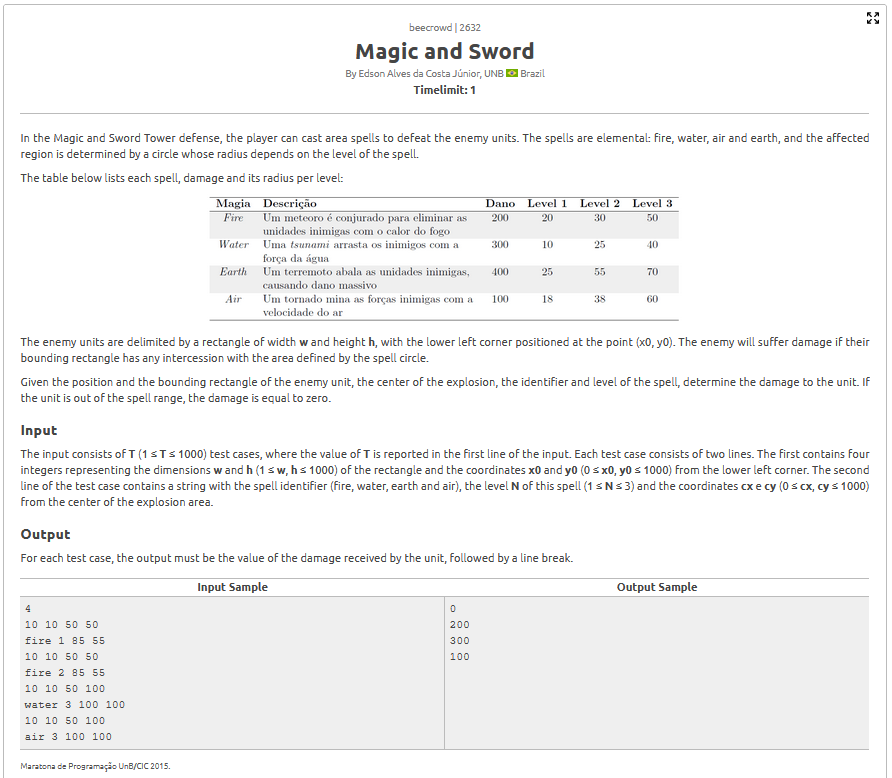 beecrowd | 2632
Magic and Sword
By Edson Alves da Costa Júnior, UNB Brazil
Timelimit: 1
In the Magic and Sword Tower defense, the player can cast area spells to defeat the enemy units. The spells are elemental: fire, water, air and earth, and the affected
region is determined by a circle whose radius depends on the level of the spell.
The table below lists each spell, damage and its radius per level:
Magia Descrição Dano Level 1 Level 2 Level 3
Fire Um meteoro é conjurado para eliminar as 200 20 30 50
unidades inimigas com o calor do fogo
Water Uma tsunami arrasta os inimigos com a 300 10 25 40
força da água
Earth Um terremoto abala as unidades inimigas, 400 25 55 70
causando dano massivo
Air Um tornado mina as forças inimigas com a 100 18 38 60
velocidade do ar
The enemy units are delimited by a rectangle of width w and height h, with the lower left corner positioned at the point (x0, y0). The enemy will suffer damage if their
bounding rectangle has any intercession with the area defined by the spell circle.
Given the position and the bounding rectangle of the enemy unit, the center of the explosion, the identifier and level of the spell, determine the damage to the unit. If
the unit is out of the spell range, the damage is equal to zero.
Input
The input consists of T (1 ≤ T ≤ 1000) test cases, where the value of T is reported in the first line of the input. Each test case consists of two lines. The first contains four
integers representing the dimensions w and h (1 ≤ w, h ≤ 1000) of the rectangle and the coordinates x0 and y0 (0 ≤ x0, y0 ≤ 1000) from the lower left corner. The second
line of the test case contains a string with the spell identifier (fire, water, earth and air), the level N of this spell (1 ≤ N ≤ 3) and the coordinates cx e cy (0 ≤ cx, cy ≤ 1000)
from the center of the explosion area.
Output
For each test case, the output must be the value of the damage received by the unit, followed by a line break.
Input Sample Output Sample
4 0
10 10 50 50 200
fire 1 85 55 300
10 10 50 50 100
fire 2 85 55
10 10 50 100
water 3 100 100
10 10 50 100
air 3 100 100
Maratona de Programação UnB/CIC 2015.